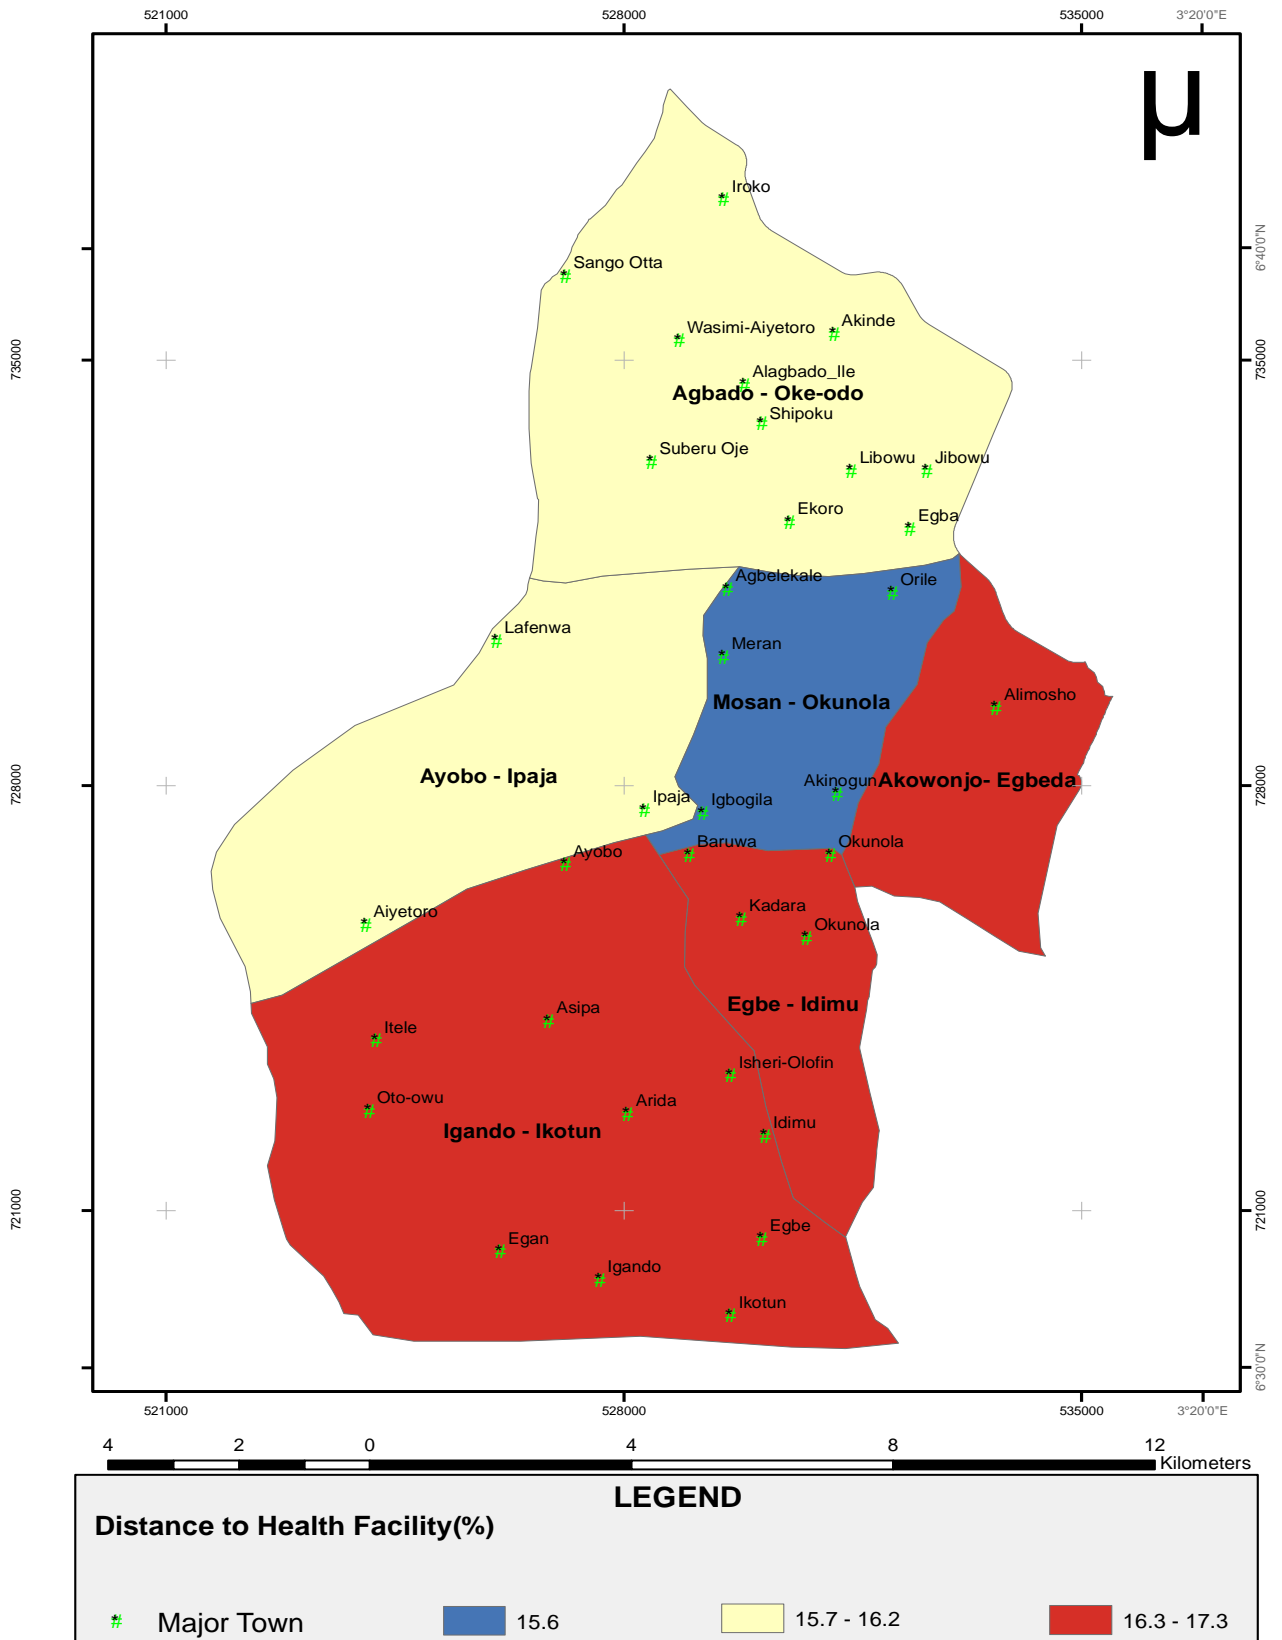 521000 528000 535000 3°20'0"E
µ
Iroko
6°40'0"N
Sango Otta
Wasimi-Aiyetoro
Akinde
735000
735000
Alagbado_Ile
Agbado - Oke-odo
Shipoku
Suberu Oje
Libowu
Jibowu
Ekoro
Egba
Agbelekale
Orile
Lafenwa
Meran
Alimosho
Mosan - Okunola
Ayobo - Ipaja
Akinogun
Akowonjo- Egbeda
728000
728000
Ipaja
Igbogila
Baruwa
Okunola
Ayobo
Kadara
Aiyetoro
Okunola
Egbe - Idimu
Asipa
Itele
Isheri-Olofin
Oto-owu
Arida
Idimu
Igando - Ikotun
721000
721000
Egbe
Egan
Igando
Ikotun
6°30'0"N
521000 528000 535000 3°20'0"E
4 2 0 4 8 12
Kilometers
LEGEND
Distance to Health Facility(%)
Major Town 15.6 15.7 - 16.2 16.3 - 17.3